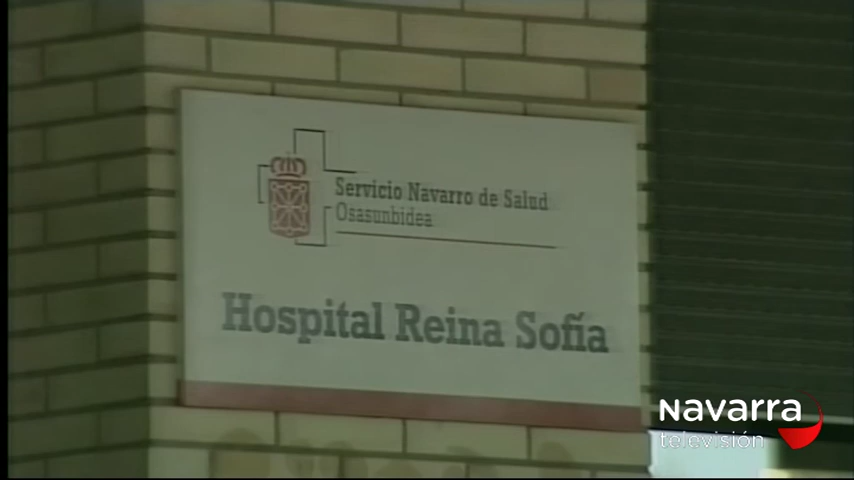 Servicio Navarro de Salud
Osasunbidea
Hospital Reina Sofía
Navarra
televisión